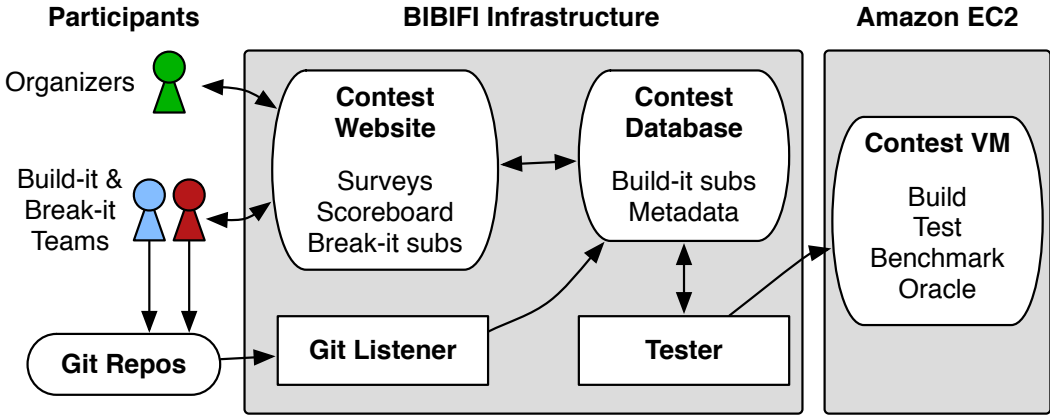 Participants
BIBIFI Infrastructure
Amazon EC2
Organizers
Build-it &
Break-it
Teams
Git Repos
Contest
Website
Surveys
Scoreboard
Break-it subs
Contest
Database
Build-it subs
Metadata
Git Listener
Tester
Contest VM
Build
Test
Benchmark
Oracle